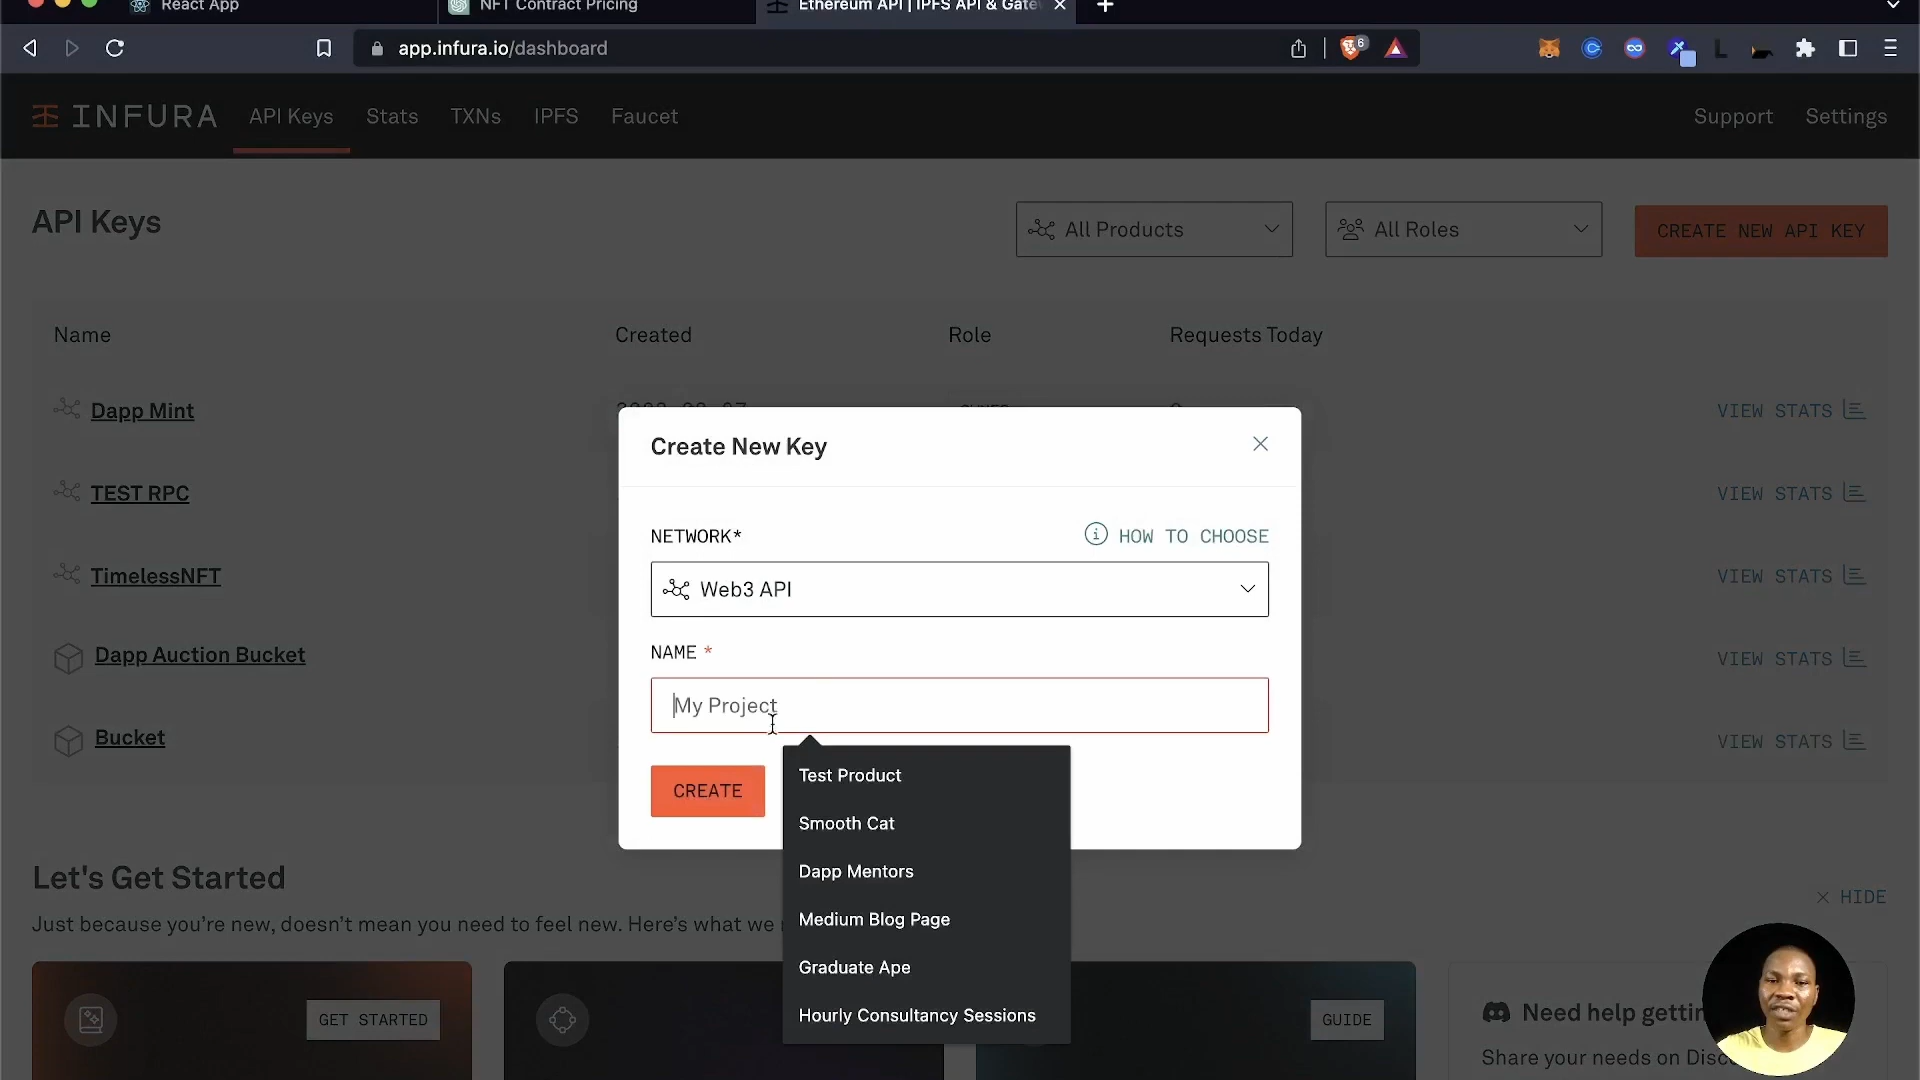 React App
NFT Contract Pricing
Ethereum API | IPFS API & Gate
app.infura.io/dashboard
6
INFURA
API Keys
Stats
TXNs
IPFS
Faucet
Support
Settings
API Keys
All Products
All Roles
CREATE NEW API KEY
Name
Created
Role
Requests Today
Dapp Mint
VIEW STATS
TEST RPC
VIEW STATS
TimelessNFT
VIEW STATS
Dapp Auction Bucket
VIEW STATS
Bucket
VIEW STATS
Create New Key
NETWORK*
HOW TO CHOOSE
Web3 API
NAME *
My Project
CREATE
Test Product
Smooth Cat
Dapp Mentors
Medium Blog Page
Graduate Ape
Hourly Consultancy Sessions
Let's Get Started
HIDE
Just because you're new, doesn't mean you need to feel new. Here's what we
GET STARTED
GUIDE
Need help gettin
Share your needs on Disc